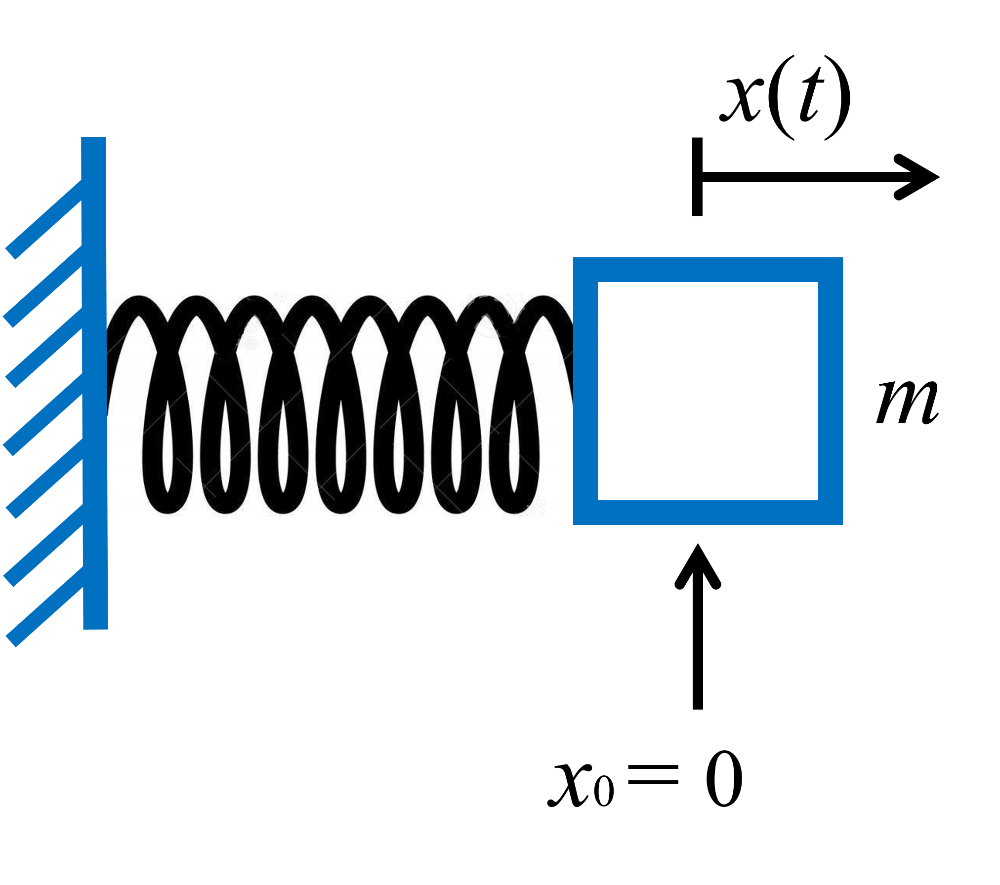 x(t)
m
x₀ = 0